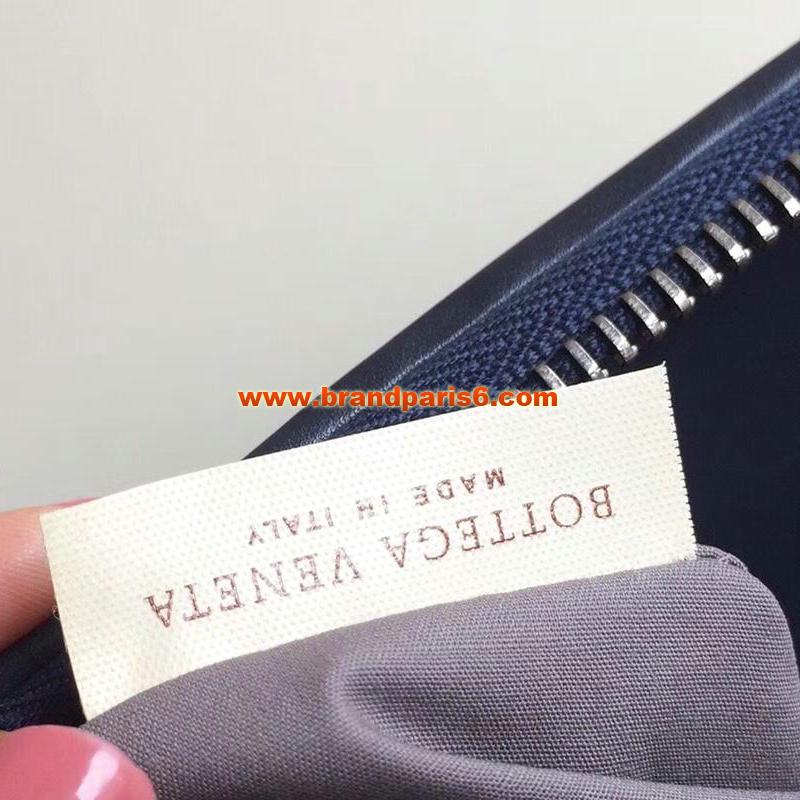 www.brandparis6.com
BOTTEGA VENETA
MADE IN ITALY